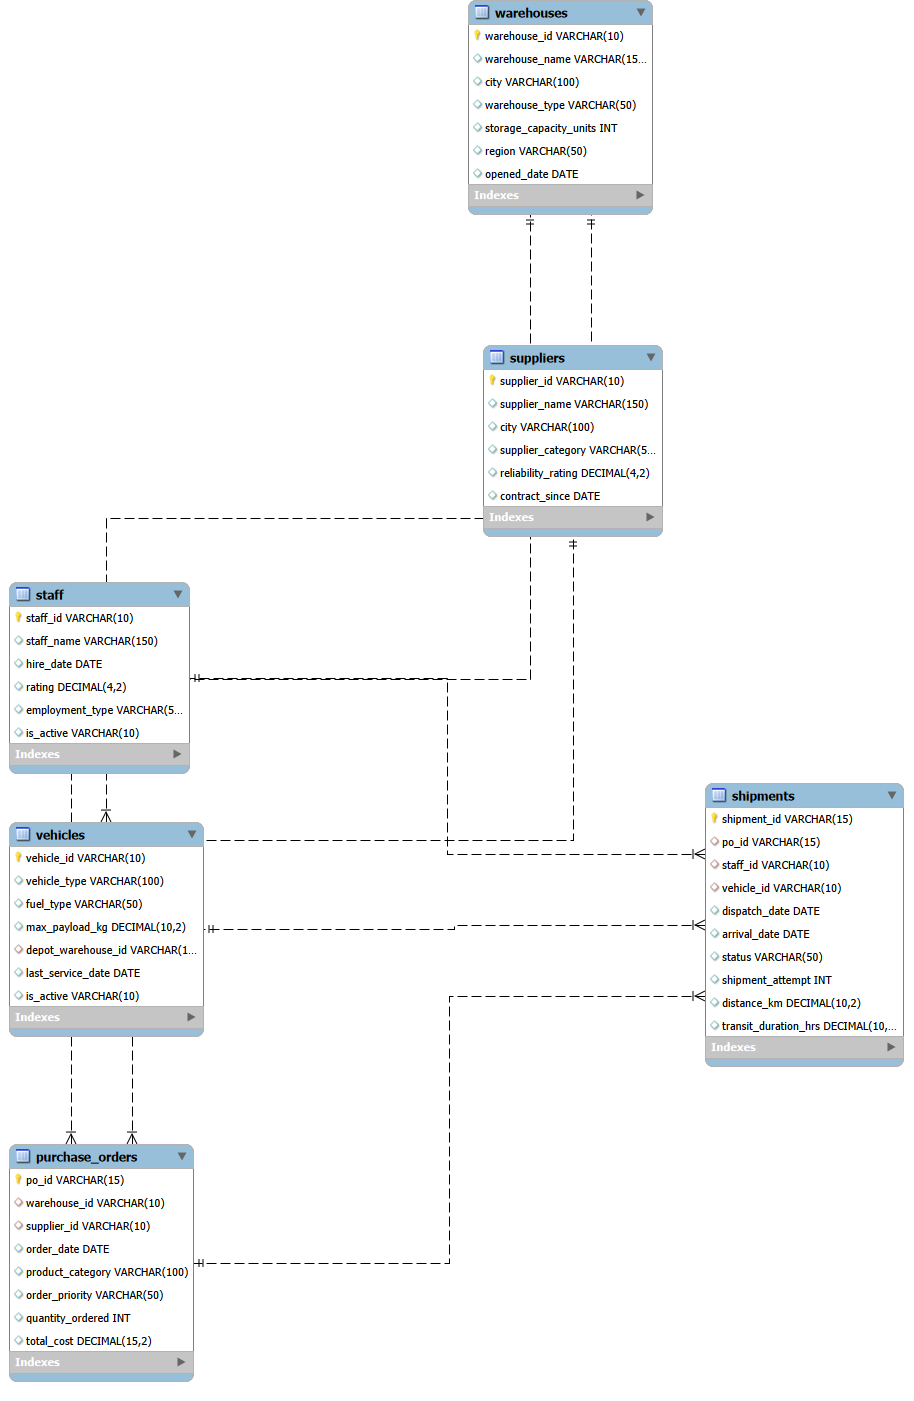 warehouses
warehouse_id VARCHAR(10)
warehouse_name VARCHAR(15...
city VARCHAR(100)
warehouse_type VARCHAR(50)
storage_capacity_units INT
region VARCHAR(50)
opened_date DATE
Indexes
suppliers
supplier_id VARCHAR(10)
supplier_name VARCHAR(150)
city VARCHAR(100)
supplier_category VARCHAR(5...
reliability_rating DECIMAL(4,2)
contract_since DATE
Indexes
staff
staff_id VARCHAR(10)
staff_name VARCHAR(150)
hire_date DATE
rating DECIMAL(4,2)
employment_type VARCHAR(5...
is_active VARCHAR(10)
Indexes
vehicles
vehicle_id VARCHAR(10)
vehicle_type VARCHAR(100)
fuel_type VARCHAR(50)
max_payload_kg DECIMAL(10,2)
depot_warehouse_id VARCHAR(1...
last_service_date DATE
is_active VARCHAR(10)
Indexes
shipments
shipment_id VARCHAR(15)
po_id VARCHAR(15)
staff_id VARCHAR(10)
vehicle_id VARCHAR(10)
dispatch_date DATE
arrival_date DATE
status VARCHAR(50)
shipment_attempt INT
distance_km DECIMAL(10,2)
transit_duration_hrs DECIMAL(10,...
Indexes
purchase_orders
po_id VARCHAR(15)
warehouse_id VARCHAR(10)
supplier_id VARCHAR(10)
order_date DATE
product_category VARCHAR(100)
order_priority VARCHAR(50)
quantity_ordered INT
total_cost DECIMAL(15,2)
Indexes